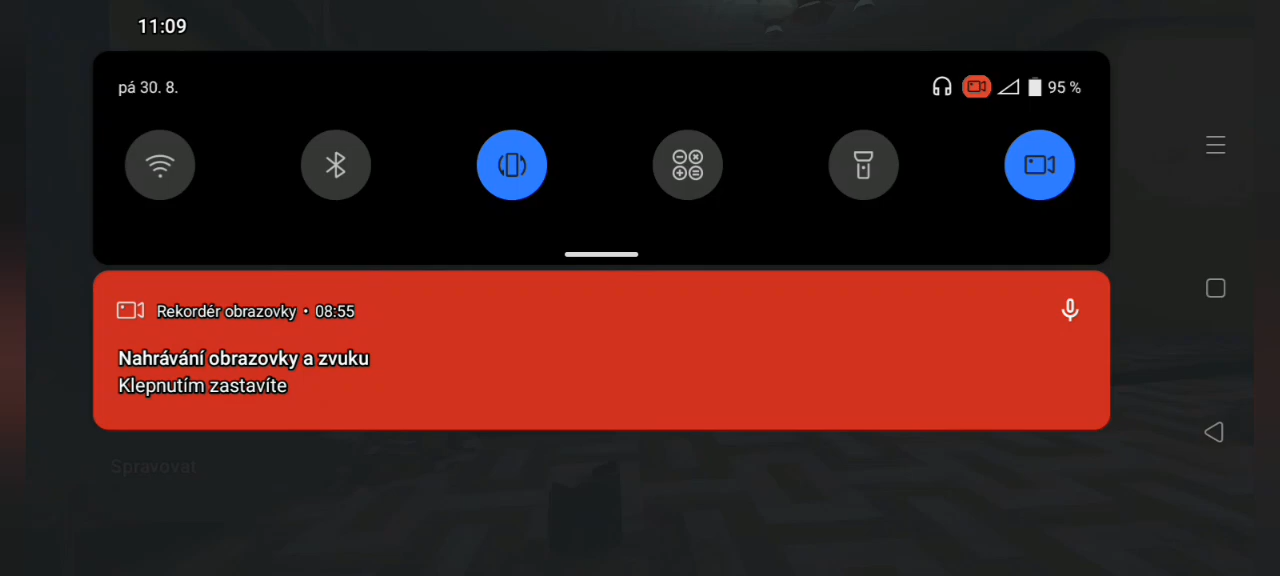 11:09
pá 30. 8.
95 %
Rekordér obrazovky • 08:55
Nahrávání obrazovky a zvuku
Klepnutím zastavíte
Spravovat